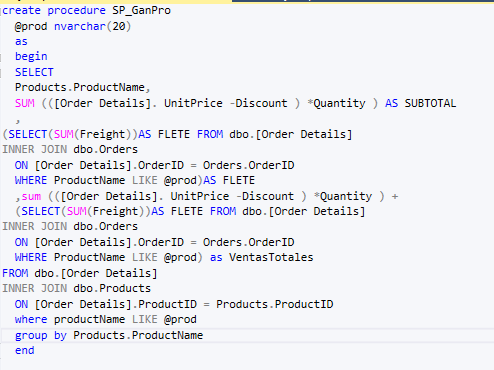 create procedure SP_GanPro
@prod nvarchar(20)
as
begin
SELECT
Products.ProductName,
SUM (([Order Details]. UnitPrice -Discount ) *Quantity ) AS SUBTOTAL
,
(SELECT(SUM(Freight))AS FLETE FROM dbo.[Order Details]
INNER JOIN dbo.Orders
ON [Order Details].OrderID = Orders.OrderID
WHERE ProductName LIKE @prod)AS FLETE
,sum (([Order Details]. UnitPrice -Discount ) *Quantity ) +
(SELECT(SUM(Freight))AS FLETE FROM dbo.[Order Details]
INNER JOIN dbo.Orders
ON [Order Details].OrderID = Orders.OrderID
WHERE ProductName LIKE @prod) as VentasTotales
FROM dbo.[Order Details]
INNER JOIN dbo.Products
ON [Order Details].ProductID = Products.ProductID
where productName LIKE @prod
group by Products.ProductName
end